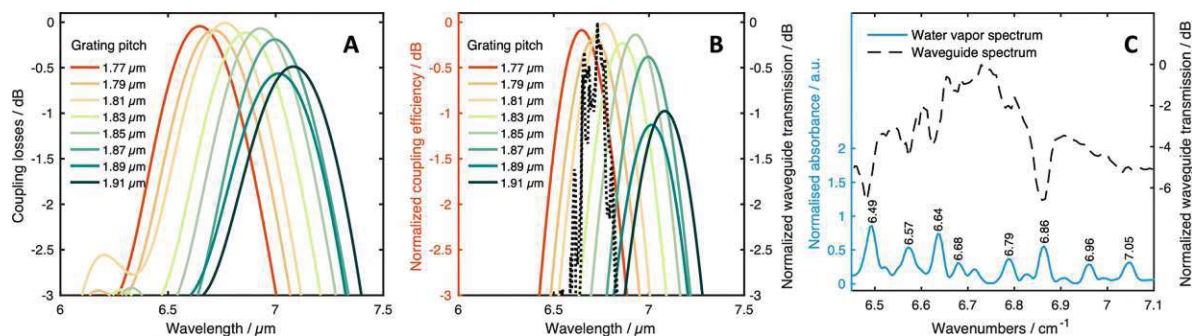 A
Grating pitch
1.77 µm
1.79 µm
1.81 µm
1.83 µm
1.85 µm
1.87 µm
1.89 µm
1.91 µm
Coupling losses / dB
0
-0.5
-1
-1.5
-2
-2.5
-3
6
6.5
7
7.5
Wavelength / µm
B
Grating pitch
1.77 µm
1.79 µm
1.81 µm
1.83 µm
1.85 µm
1.87 µm
1.89 µm
1.91 µm
Normalized coupling efficiency / dB
0
-0.5
-1
-1.5
-2
-2.5
-3
6
6.5
7
7.5
Wavelength / µm
0
-0.5
-1
-1.5
-2
-2.5
-3
Normalized waveguide transmission / dB
C
Water vapor spectrum
Waveguide spectrum
Normalised absorbance / a.u.
2
1.5
1
0.5
0
6.49
6.57
6.64
6.68
6.79
6.86
6.96
7.05
6.5
6.6
6.7
6.8
6.9
7
7.1
Wavenumbers / cm⁻¹
0
-2
-4
-6
Normalized waveguide transmission / dB